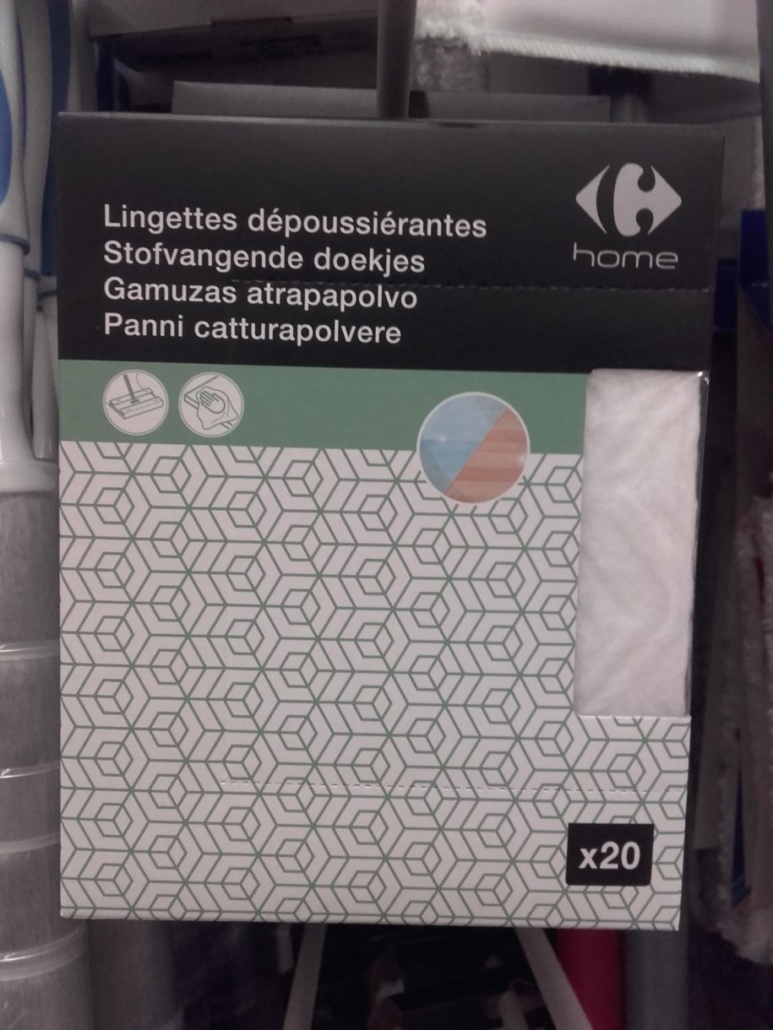 Lingettes dépoussiérantes
Stofvangende doekjes
Gamuzas atrapapolvo
Panni catturapolvere
home
x20